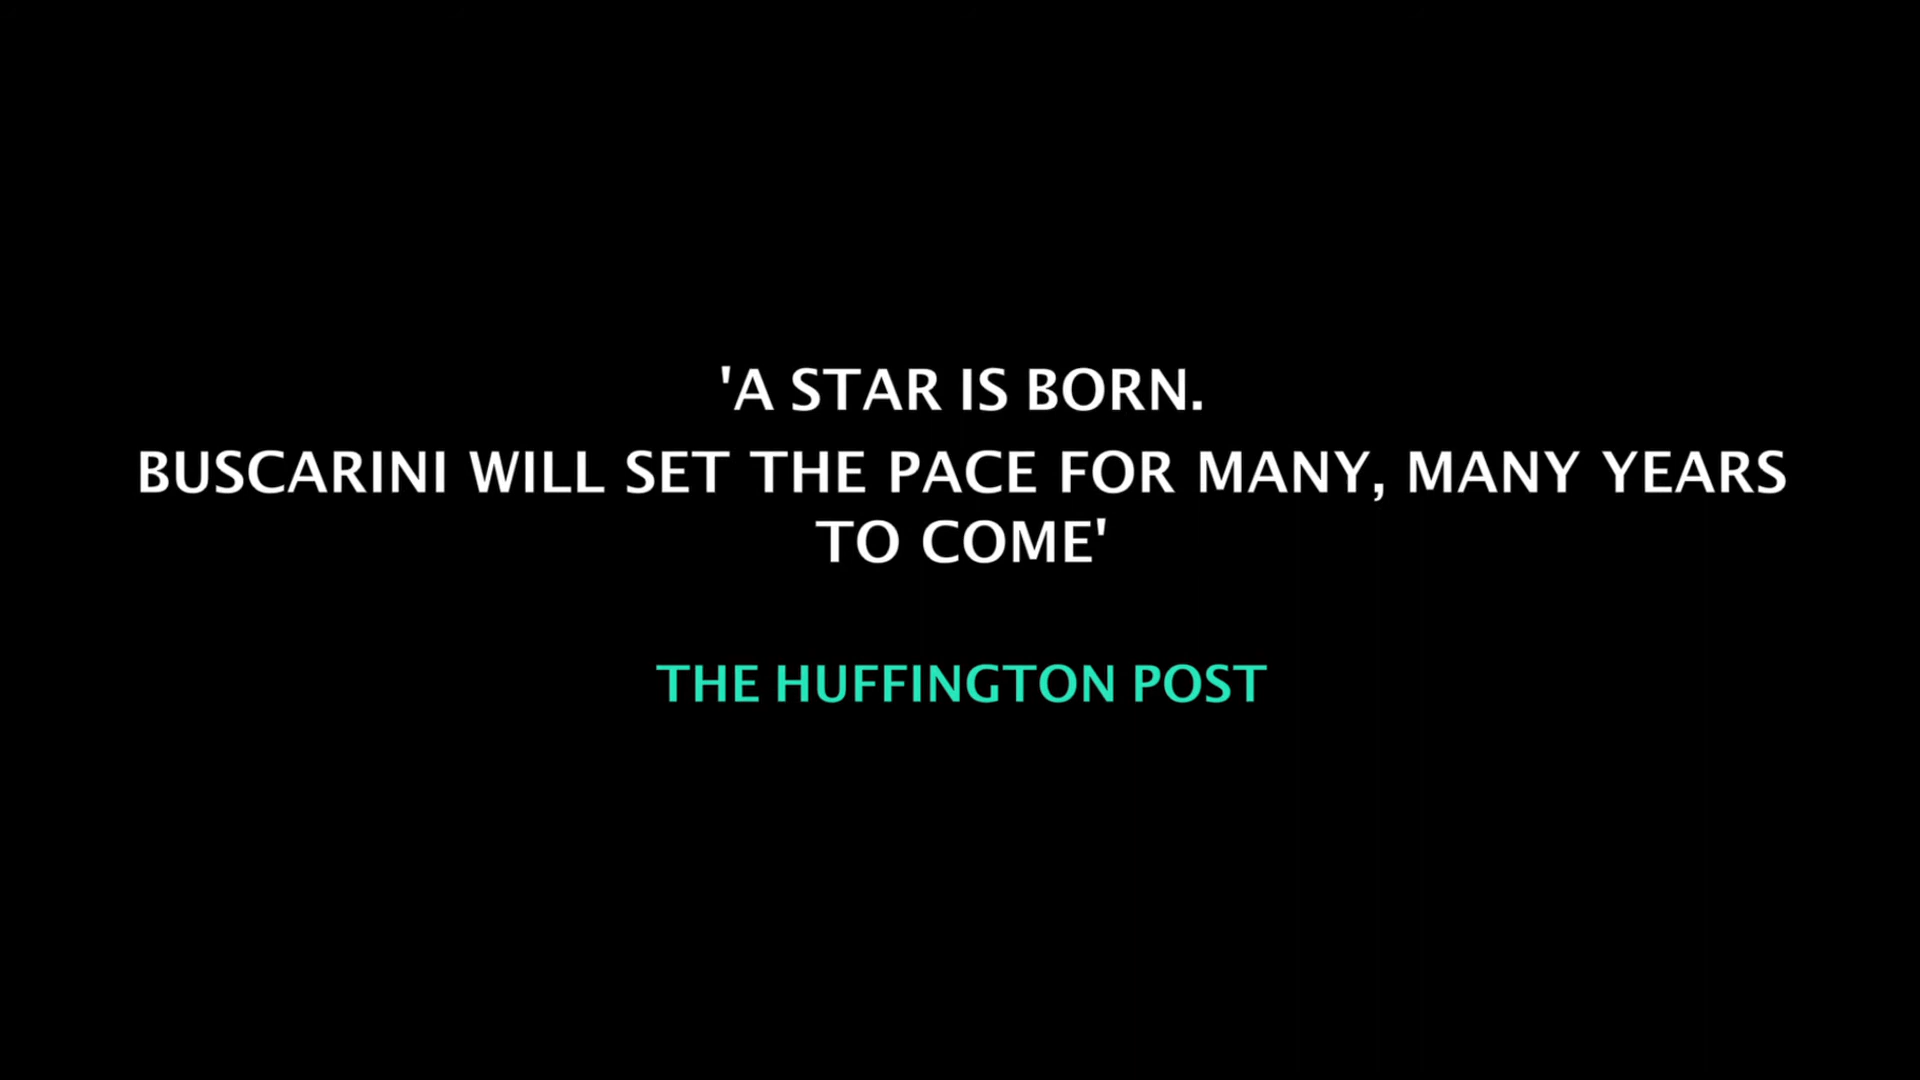 'A STAR IS BORN.
BUSCARINI WILL SET THE PACE FOR MANY, MANY YEARS
TO COME'
THE HUFFINGTON POST